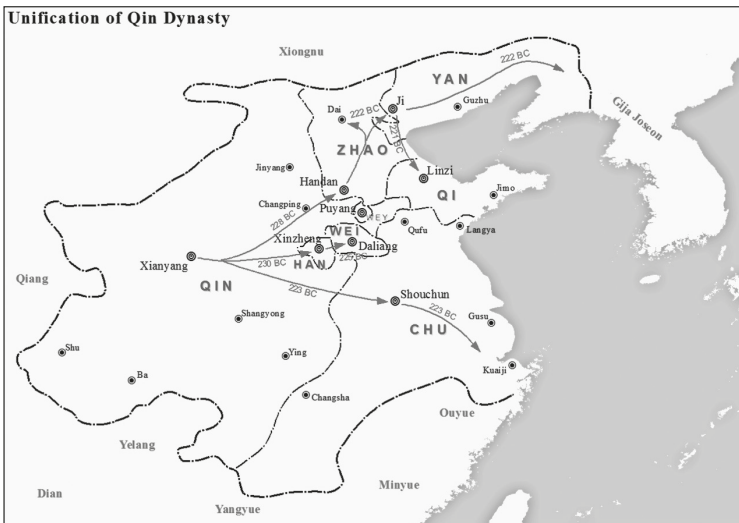 Unification of Qin Dynasty
Xiongnu
222 BC
YAN
Gija Joseon
Ji
Guzhu
Dai
222 BC
221 BC
ZHAO
Jinyang
Linzi
Handan
QI
Jimo
Changping
Puyang
WEY
228 BC
WEI
Qufu
Langya
Xinzheng
Daliang
Xianyang
230 BC
HAN
225 BC
Qiang
QIN
223 BC
Shouchun
Shangyong
223 BC
Gusu
CHU
Shu
Ying
Kuaiji
Ba
Changsha
Ouyue
Yelang
Minyue
Dian
Yangyue